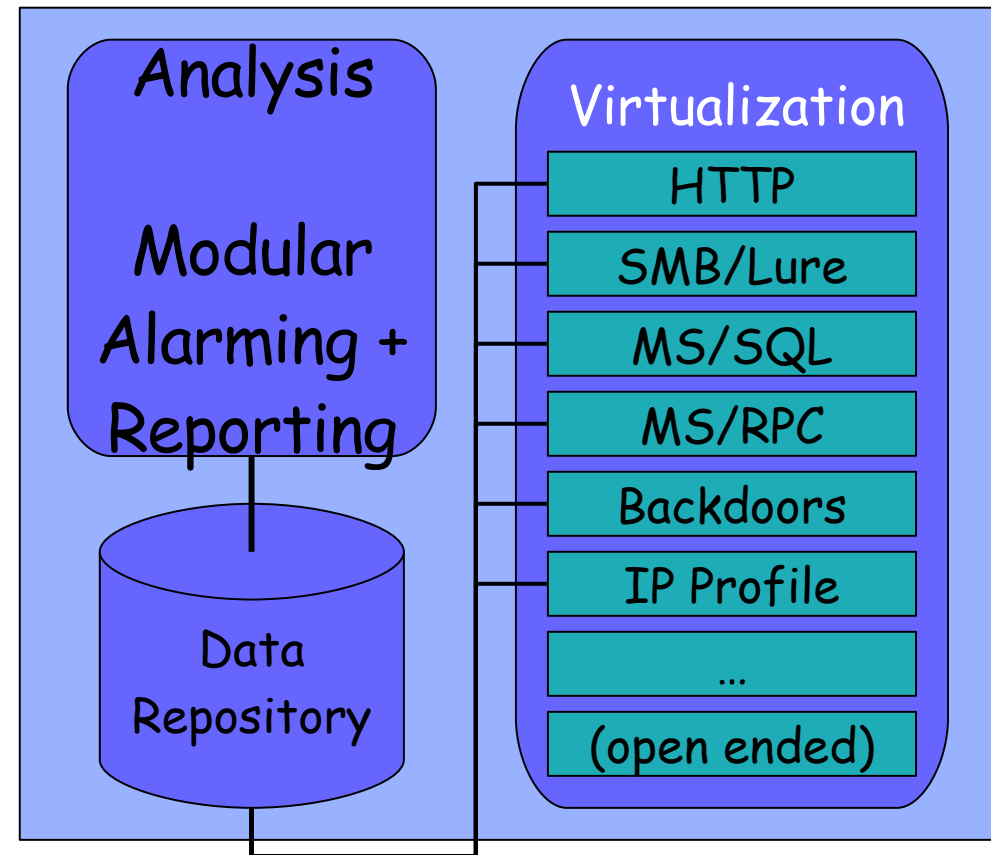 Analysis
Modular
Alarming +
Reporting
Data
Repository
Virtualization
HTTP
SMB/Lure
MS/SQL
MS/RPC
Backdoors
IP Profile
…
(open ended)